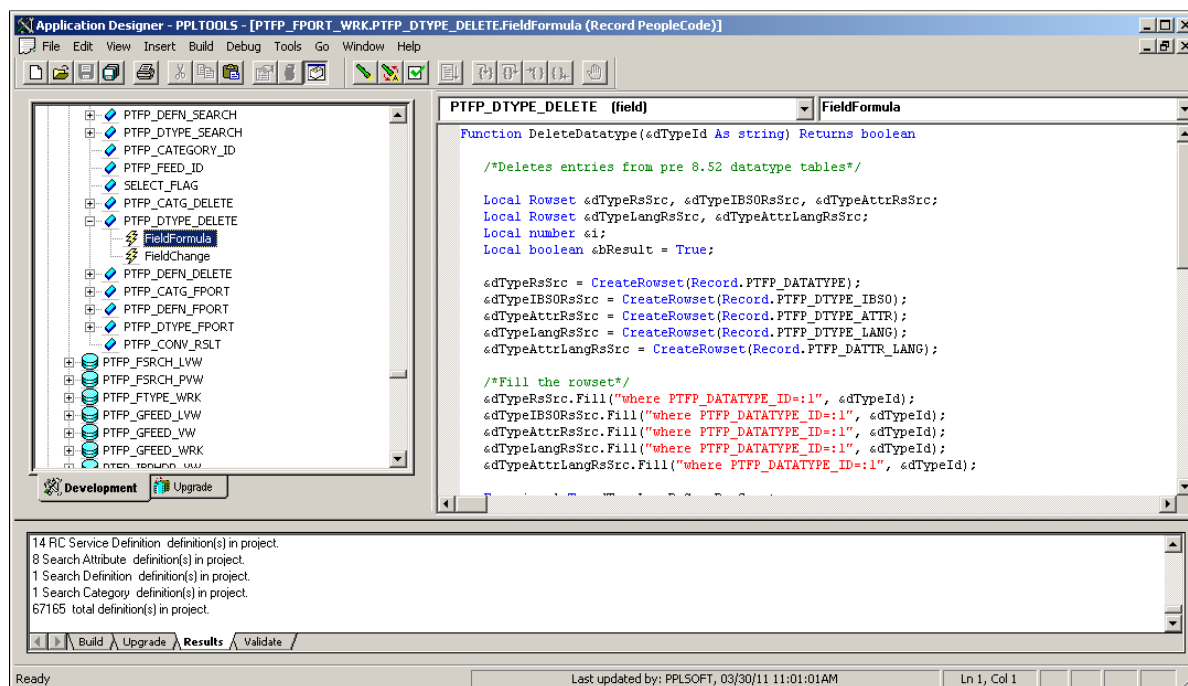 Application Designer - PPLTOOLS - [PTFP_FPORT_WRK.PTFP_DTYPE_DELETE.FieldFormula (Record PeopleCode)]
File Edit View Insert Build Debug Tools Go Window Help
PTFP_DEFN_SEARCH
PTFP_DTYPE_SEARCH
PTFP_CATEGORY_ID
PTFP_FEED_ID
SELECT_FLAG
PTFP_CATG_DELETE
PTFP_DTYPE_DELETE
FieldFormula
FieldChange
PTFP_DEFN_DELETE
PTFP_CATG_FPORT
PTFP_DEFN_FPORT
PTFP_DTYPE_FPORT
PTFP_CONV_RSLT
PTFP_FSRCH_LVW
PTFP_FSRCH_PVW
PTFP_FTYPE_WRK
PTFP_GFEED_LVW
PTFP_GFEED_VW
PTFP_GFEED_WRK
Development Upgrade
PTFP_DTYPE_DELETE (field) FieldFormula
Function DeleteDatatype(&dTypeId As string) Returns boolean
/*Deletes entries from pre 8.52 datatype tables*/
Local Rowset &dTypeRsSrc, &dTypeIBSORsSrc, &dTypeAttrRsSrc;
Local Rowset &dTypeLangRsSrc, &dTypeAttrLangRsSrc;
Local number &i;
Local boolean &bResult = True;
&dTypeRsSrc = CreateRowset(Record.PTFP_DATATYPE);
&dTypeIBSORsSrc = CreateRowset(Record.PTFP_DTYPE_IBSO);
&dTypeAttrRsSrc = CreateRowset(Record.PTFP_DTYPE_ATTR);
&dTypeLangRsSrc = CreateRowset(Record.PTFP_DTYPE_LANG);
&dTypeAttrLangRsSrc = CreateRowset(Record.PTFP_DATTR_LANG);
/*Fill the rowset*/
&dTypeRsSrc.Fill("where PTFP_DATATYPE_ID=:1", &dTypeId);
&dTypeIBSORsSrc.Fill("where PTFP_DATATYPE_ID=:1", &dTypeId);
&dTypeAttrRsSrc.Fill("where PTFP_DATATYPE_ID=:1", &dTypeId);
&dTypeLangRsSrc.Fill("where PTFP_DATATYPE_ID=:1", &dTypeId);
&dTypeAttrLangRsSrc.Fill("where PTFP_DATATYPE_ID=:1", &dTypeId);
14 RC Service Definition definition(s) in project.
8 Search Attribute definition(s) in project.
1 Search Definition definition(s) in project.
1 Search Category definition(s) in project.
67165 total definition(s) in project.
Build Upgrade Results Validate
Ready Last updated by: PPLSOFT, 03/30/11 11:01:01AM Ln 1, Col 1